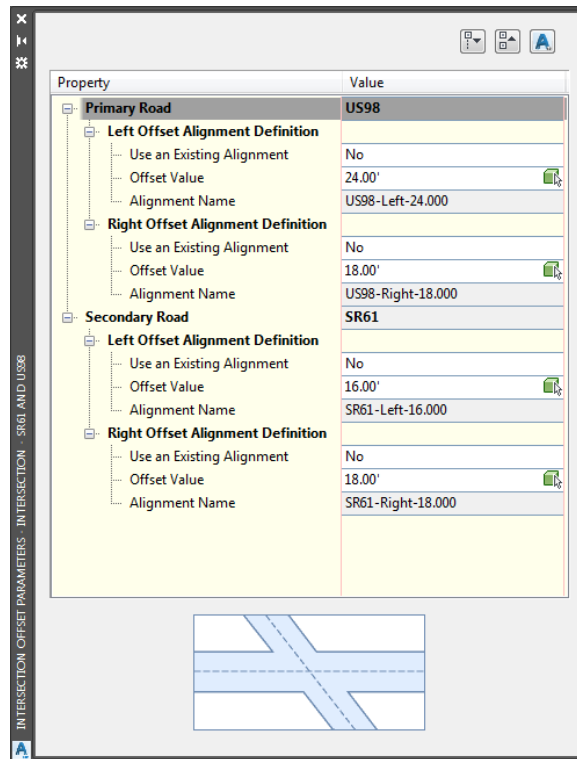 Property Value
Primary Road US98
Left Offset Alignment Definition
Use an Existing Alignment No
Offset Value 24.00'
Alignment Name US98-Left-24.000
Right Offset Alignment Definition
Use an Existing Alignment No
Offset Value 18.00'
Alignment Name US98-Right-18.000
Secondary Road SR61
Left Offset Alignment Definition
Use an Existing Alignment No
Offset Value 16.00'
Alignment Name SR61-Left-16.000
Right Offset Alignment Definition
Use an Existing Alignment No
Offset Value 18.00'
Alignment Name SR61-Right-18.000
INTERSECTION OFFSET PARAMETERS - INTERSECTION - SR61 AND US98